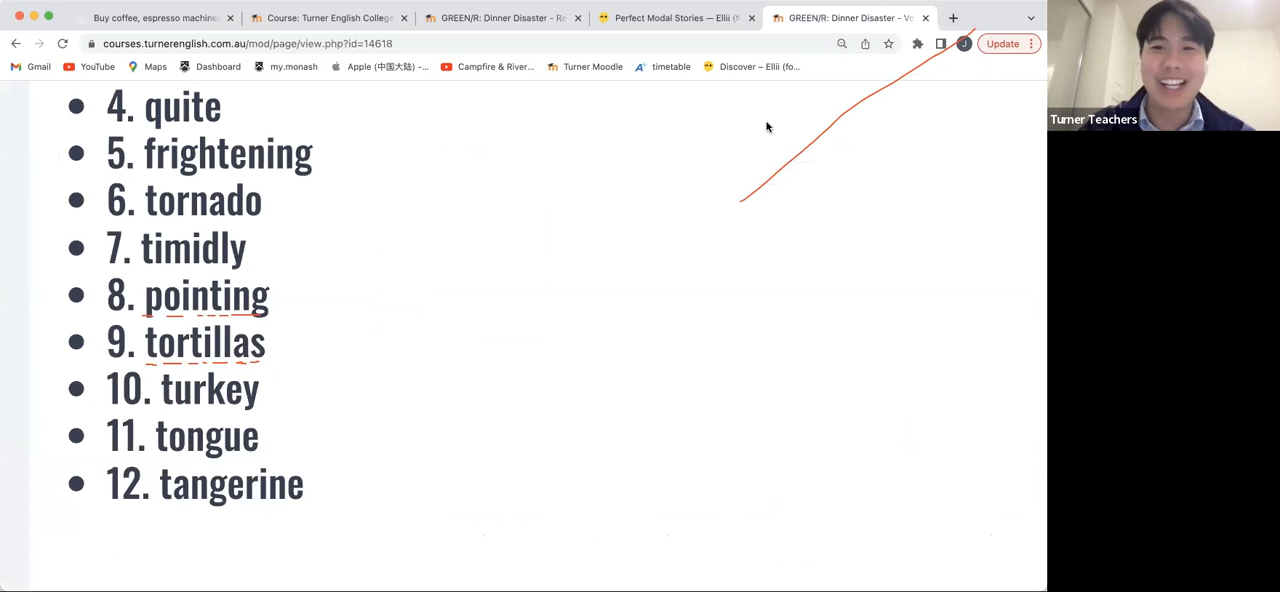 Buy coffee, espresso machine
Course: Turner English College
GREEN/R: Dinner Disaster - Re
Perfect Modal Stories — Ellii (f
GREEN/R: Dinner Disaster - Vo
courses.turnerenglish.com.au/mod/page/view.php?id=14618
J
Update
Gmail
YouTube
Maps
Dashboard
my.monash
Apple (中国大陆) -...
Campfire & River...
Turner Moodle
timetable
Discover – Ellii (fo...
4. quite
5. frightening
6. tornado
7. timidly
8. pointing
9. tortillas
10. turkey
11. tongue
12. tangerine
Turner Teachers